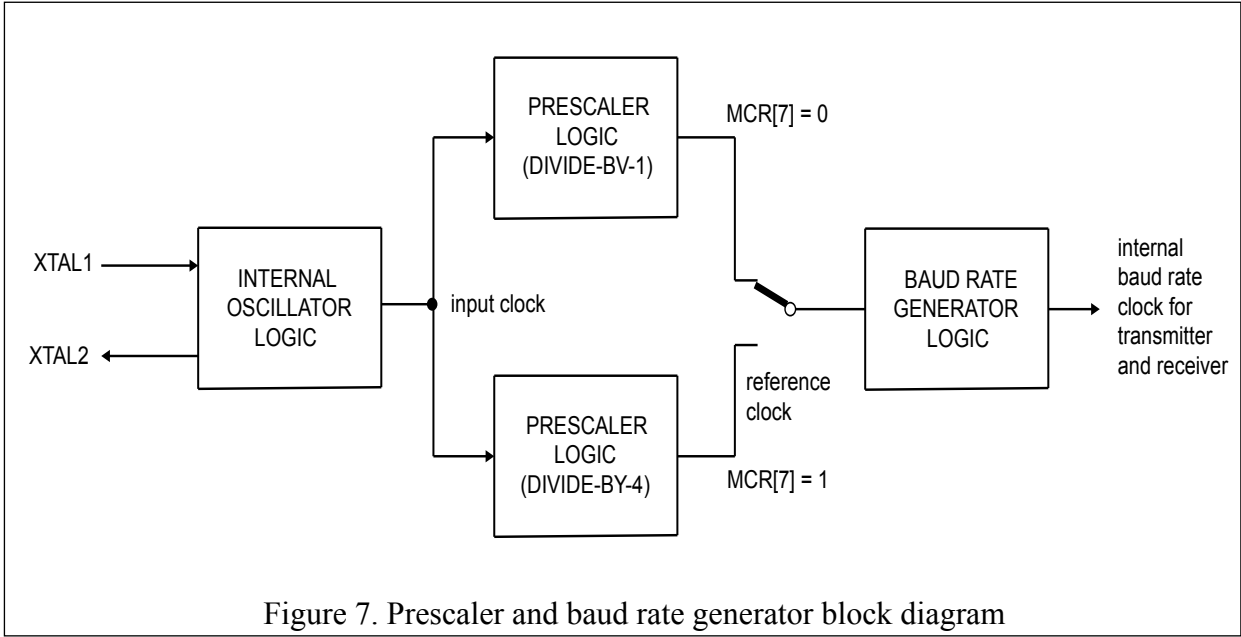 PRESCALER
LOGIC
(DIVIDE-BV-1)
MCR[7] = 0
XTAL1
XTAL2
INTERNAL
OSCILLATOR
LOGIC
input clock
BAUD RATE
GENERATOR
LOGIC
internal
baud rate
clock for
transmitter
and receiver
reference
clock
PRESCALER
LOGIC
(DIVIDE-BY-4)
MCR[7] = 1
Figure 7. Prescaler and baud rate generator block diagram